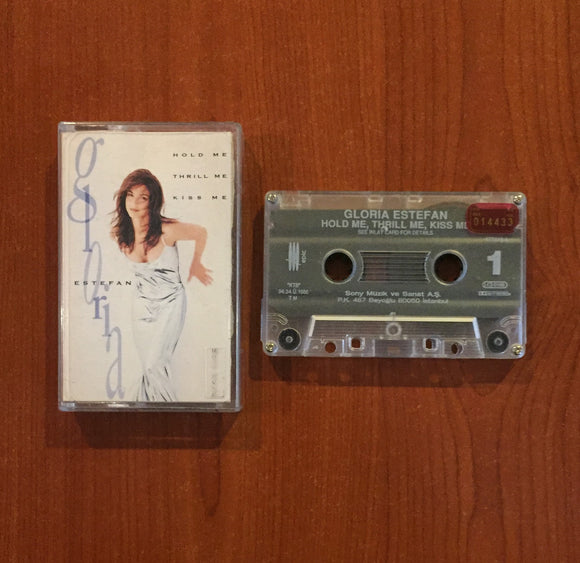 HOLD ME
THRILL ME
KISS ME
gloria
ESTEFAN
GLORIA ESTEFAN
HOLD ME, THRILL ME, KISS M
SEE INLAY CARD FOR DETAILS
014433
epic
1
Sony Müzik ve Sanat A.Ş.
P.K. 467 Beyoğlu 80050 İstanbul